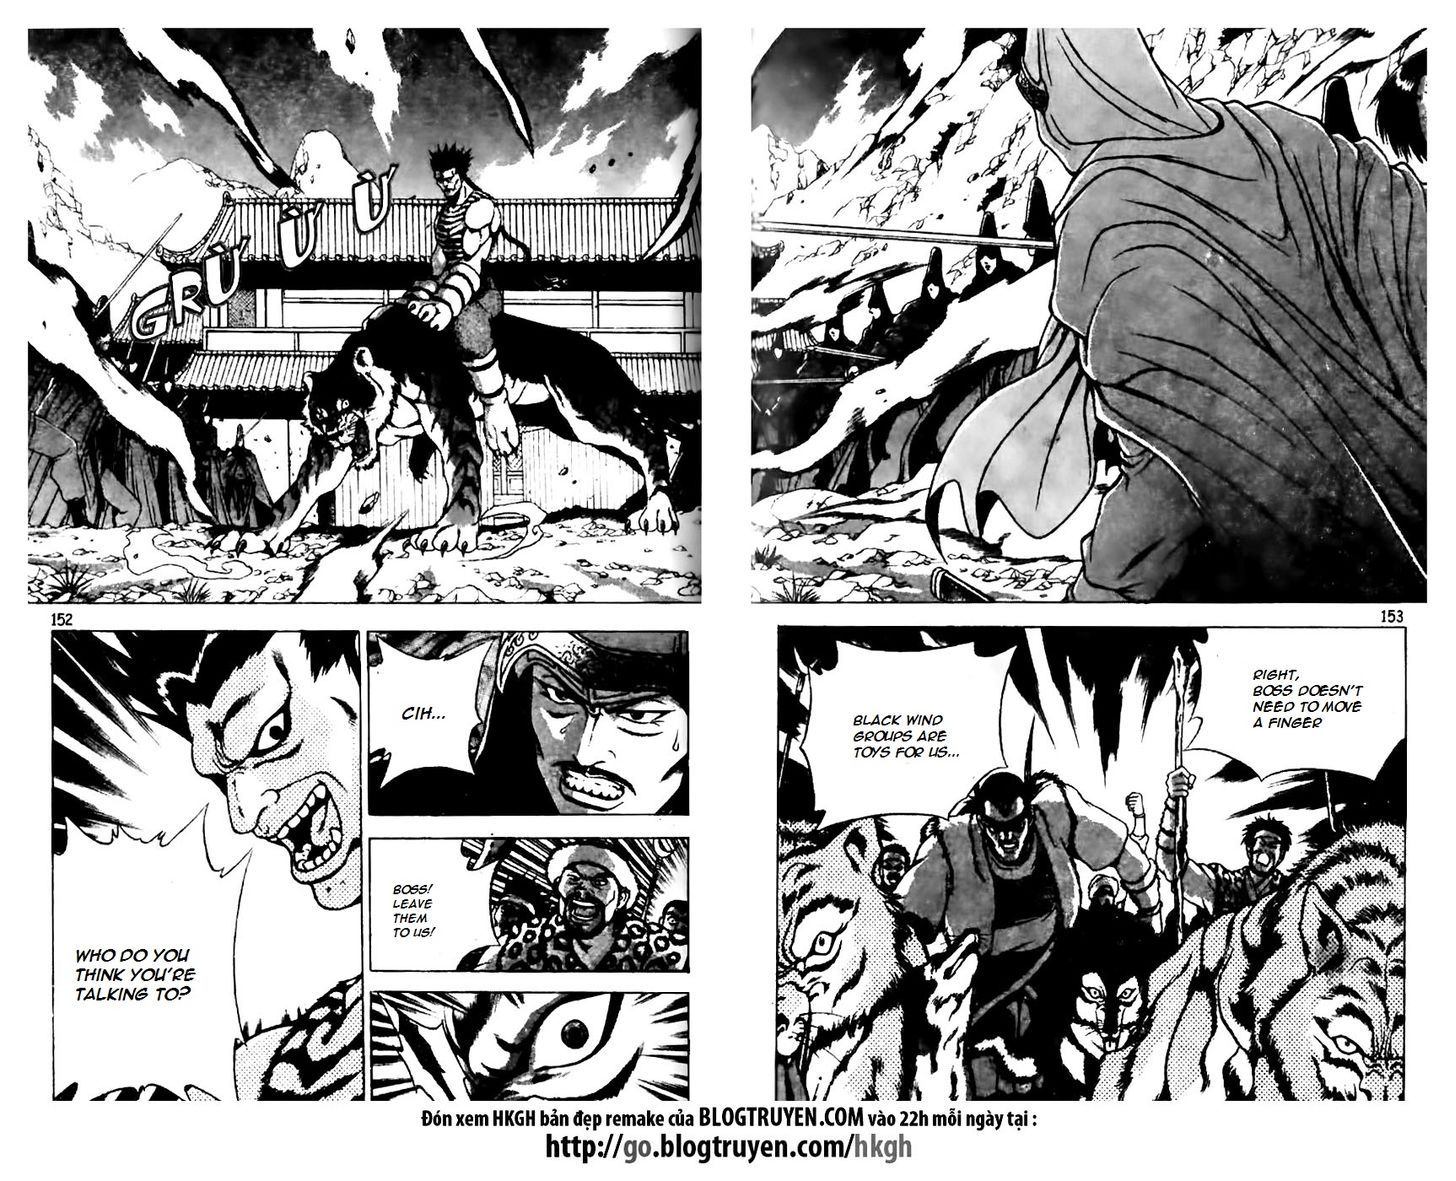 GRỪ Ừ Ừ
152
153
WHO DO YOU
THINK YOU'RE
TALKING TO?
CIH...
BOSS!
LEAVE
THEM
TO US!
BLACK WIND
GROUPS ARE
TOYS FOR US...
RIGHT,
BOSS DOESN'T
NEED TO MOVE
A FINGER
Đón xem HKGH bản đẹp remake của BLOGTRUYEN.COM vào 22h mỗi ngày tại :
http://go.blogtruyen.com/hkgh